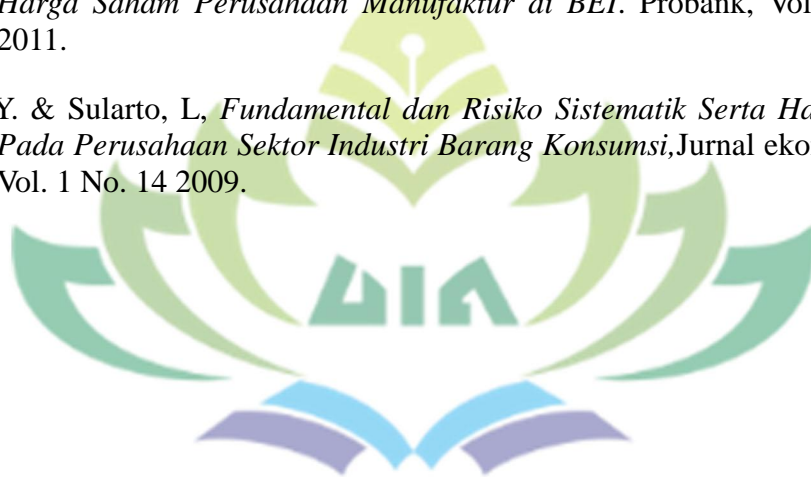 Harga Saham Perusahaan Manufaktur di BEI. Probank, Vol
2011.
Y. & Sularto, L, Fundamental dan Risiko Sistematik Serta Ha
Pada Perusahaan Sektor Industri Barang Konsumsi,Jurnal eko
Vol. 1 No. 14 2009.
UIN